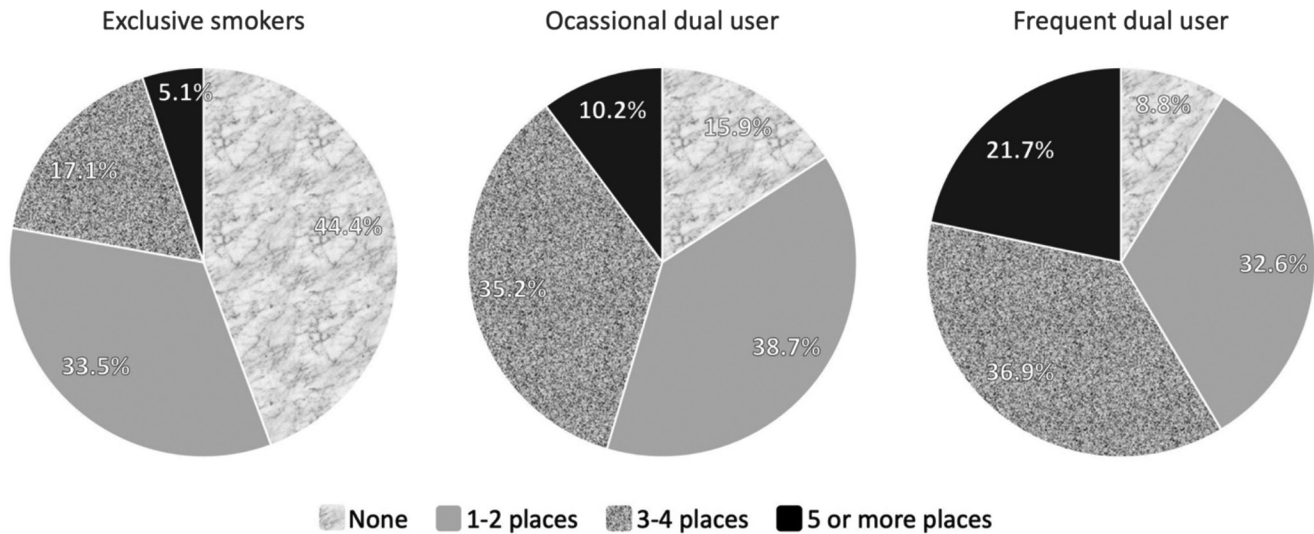 Exclusive smokers
Ocassional dual user
Frequent dual user
5.1%
17.1%
44.4%
33.5%
10.2%
15.9%
35.2%
38.7%
8.8%
21.7%
32.6%
36.9%
None
1-2 places
3-4 places
5 or more places